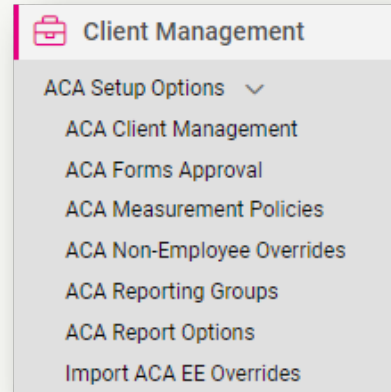 Client Management
ACA Setup Options
ACA Client Management
ACA Forms Approval
ACA Measurement Policies
ACA Non-Employee Overrides
ACA Reporting Groups
ACA Report Options
Import ACA EE Overrides